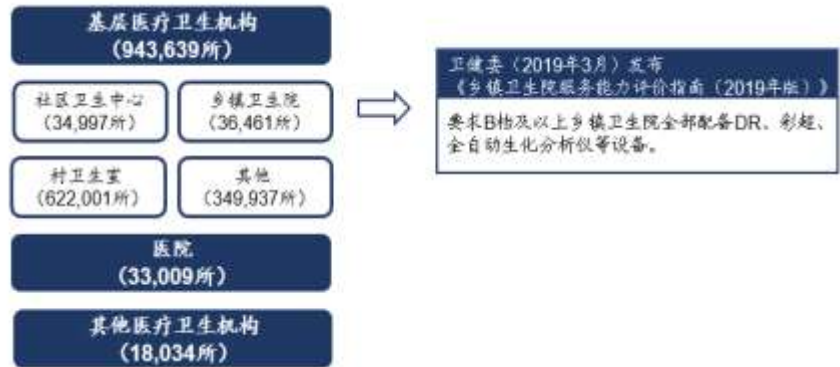 基层医疗卫生机构
（943,639所）
社区卫生中心
（34,997所）
乡镇卫生院
（36,461所）
村卫生室
（622,001所）
其他
（349,937所）
医院
（33,009所）
其他医疗卫生机构
（18,034所）
卫健委（2019年3月）发布
《乡镇卫生院服务能力评价指南（2019年版）》
要求B档及以上乡镇卫生院全部配备DR、彩超、
全自动生化分析仪等设备。